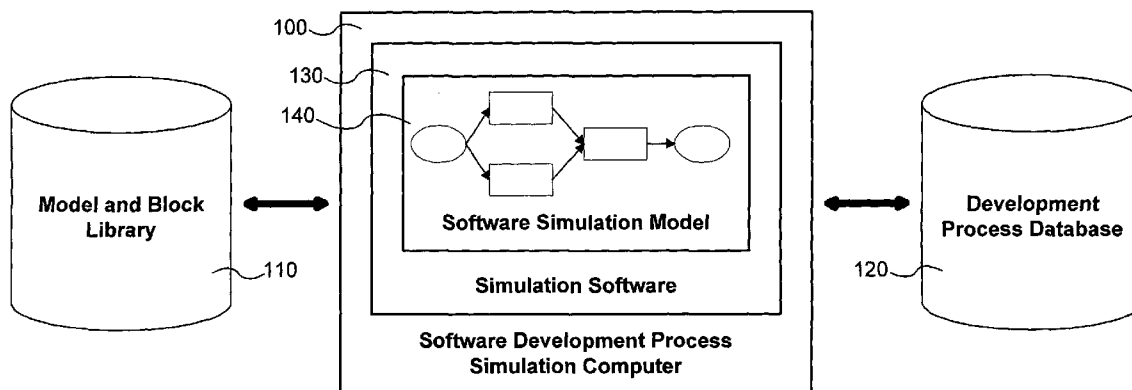 100
130
140
Model and Block
Library
110
Software Simulation Model
Simulation Software
Software Development Process
Simulation Computer
Development
Process Database
120